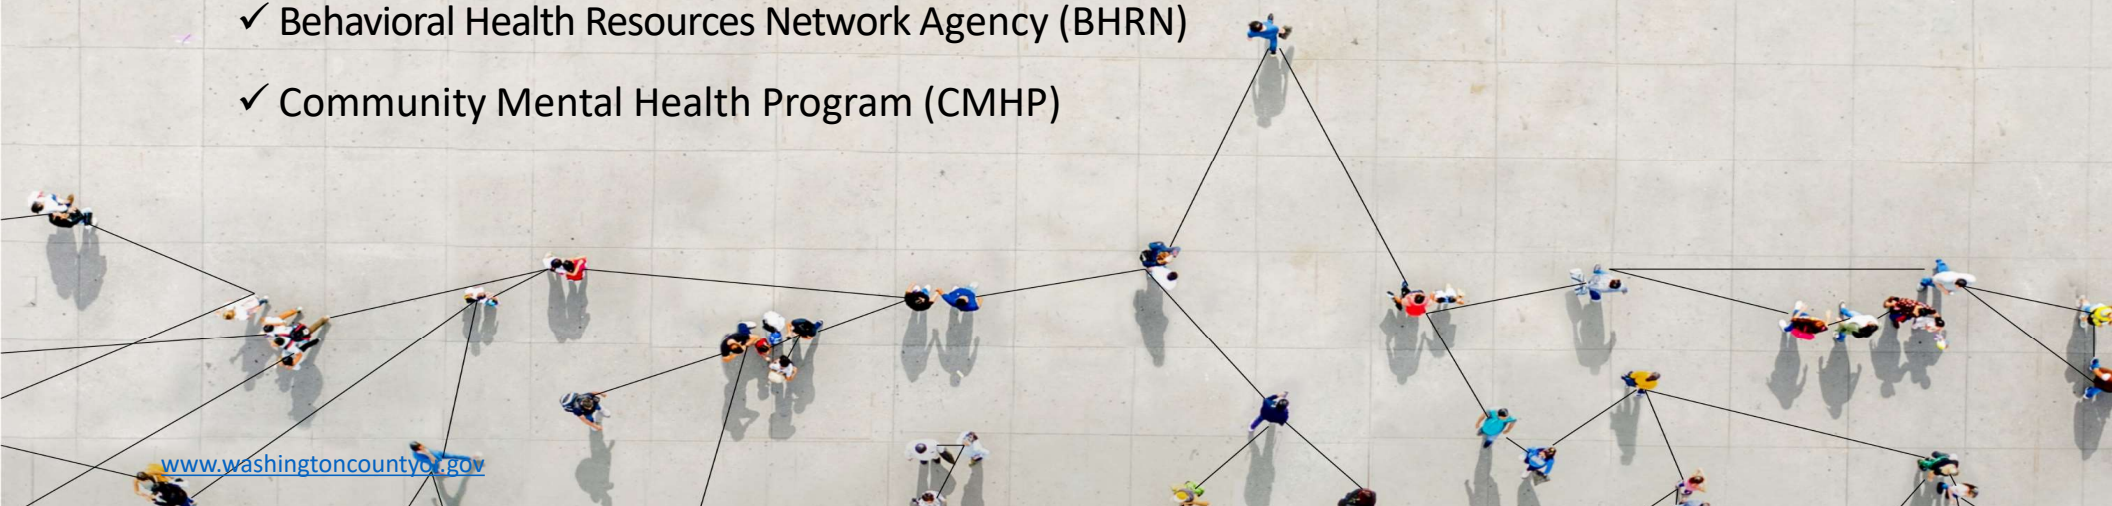 ✓ Behavioral Health Resources Network Agency (BHRN)
✓ Community Mental Health Program (CMHP)
www.washingtoncountyor.gov